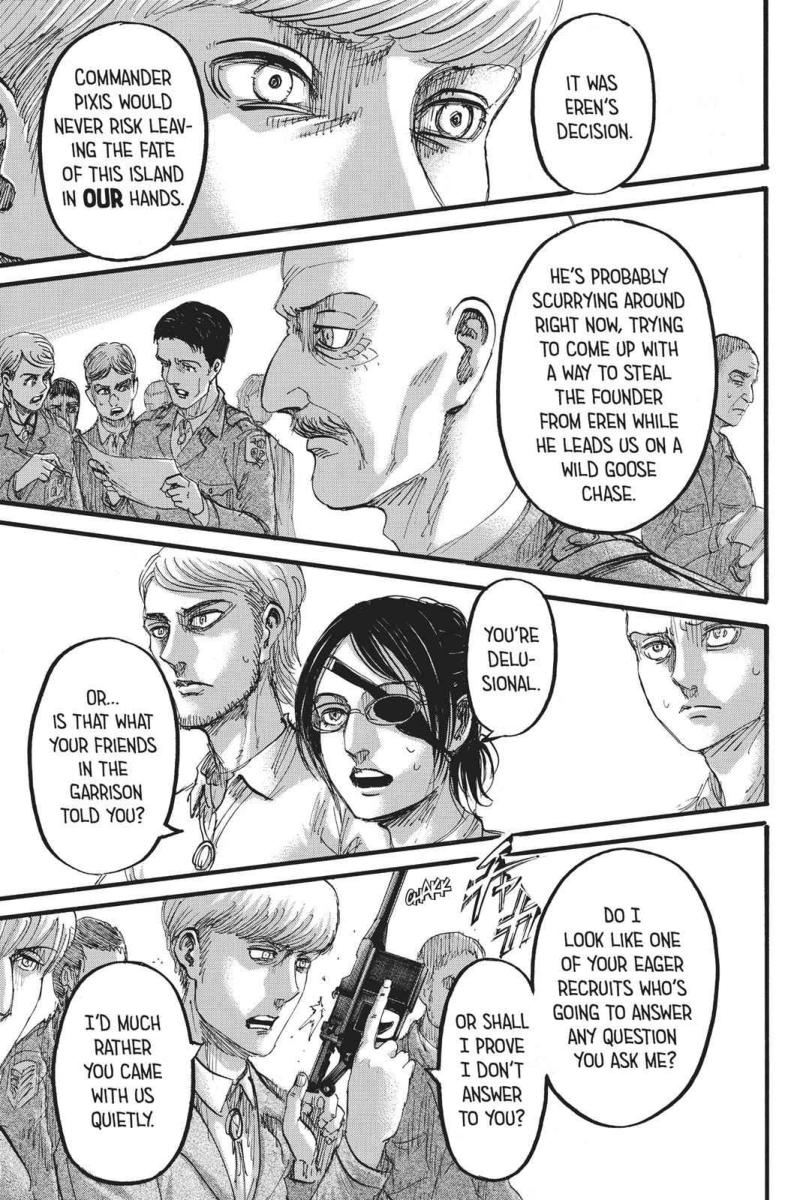 IT WAS
EREN'S
DECISION.
COMMANDER
PIXIS WOULD
NEVER RISK LEAV-
ING THE FATE
OF THIS ISLAND
IN OUR HANDS.
HE'S PROBABLY
SCURRYING AROUND
RIGHT NOW, TRYING
TO COME UP WITH
A WAY TO STEAL
THE FOUNDER
FROM EREN WHILE
HE LEADS US ON A
WILD GOOSE
CHASE.
YOU'RE
DELU-
SIONAL.
OR...
IS THAT WHAT
YOUR FRIENDS
IN THE
GARRISON
TOLD YOU?
DO I
LOOK LIKE ONE
OF YOUR EAGER
RECRUITS WHO'S
GOING TO ANSWER
ANY QUESTION
YOU ASK ME?
OR SHALL
I PROVE
I DON'T
ANSWER
TO YOU?
CHAKK
ジャキッ
I'D MUCH
RATHER
YOU CAME
WITH US
QUIETLY.